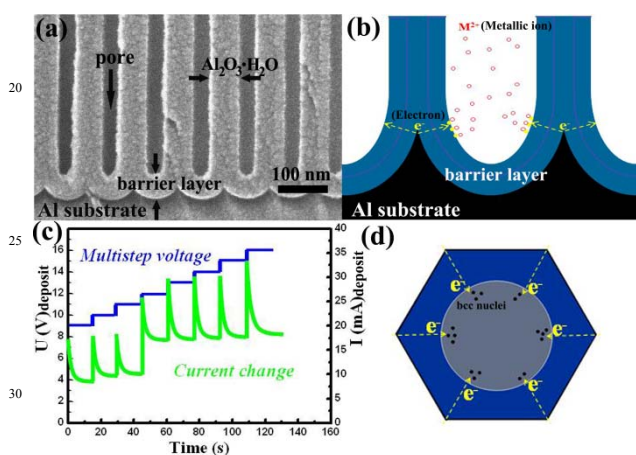 20
25
30
(a)
pore
Al₂O₃·H₂O
barrier layer
100 nm
Al substrate
(b)
M²⁺(Metallic ion)
(Electron)
e⁻
e⁻
barrier layer
Al substrate
(c)
U (V)deposit
18
16
14
12
10
8
6
4
2
0
Multistep voltage
Current change
0 20 40 60 80 100 120 140 160
Time (s)
40
35
30
25
20
15
10
5
0
I (mA)deposit
(d)
e⁻
e⁻
bcc nuclei
e⁻
e⁻
e⁻
e⁻